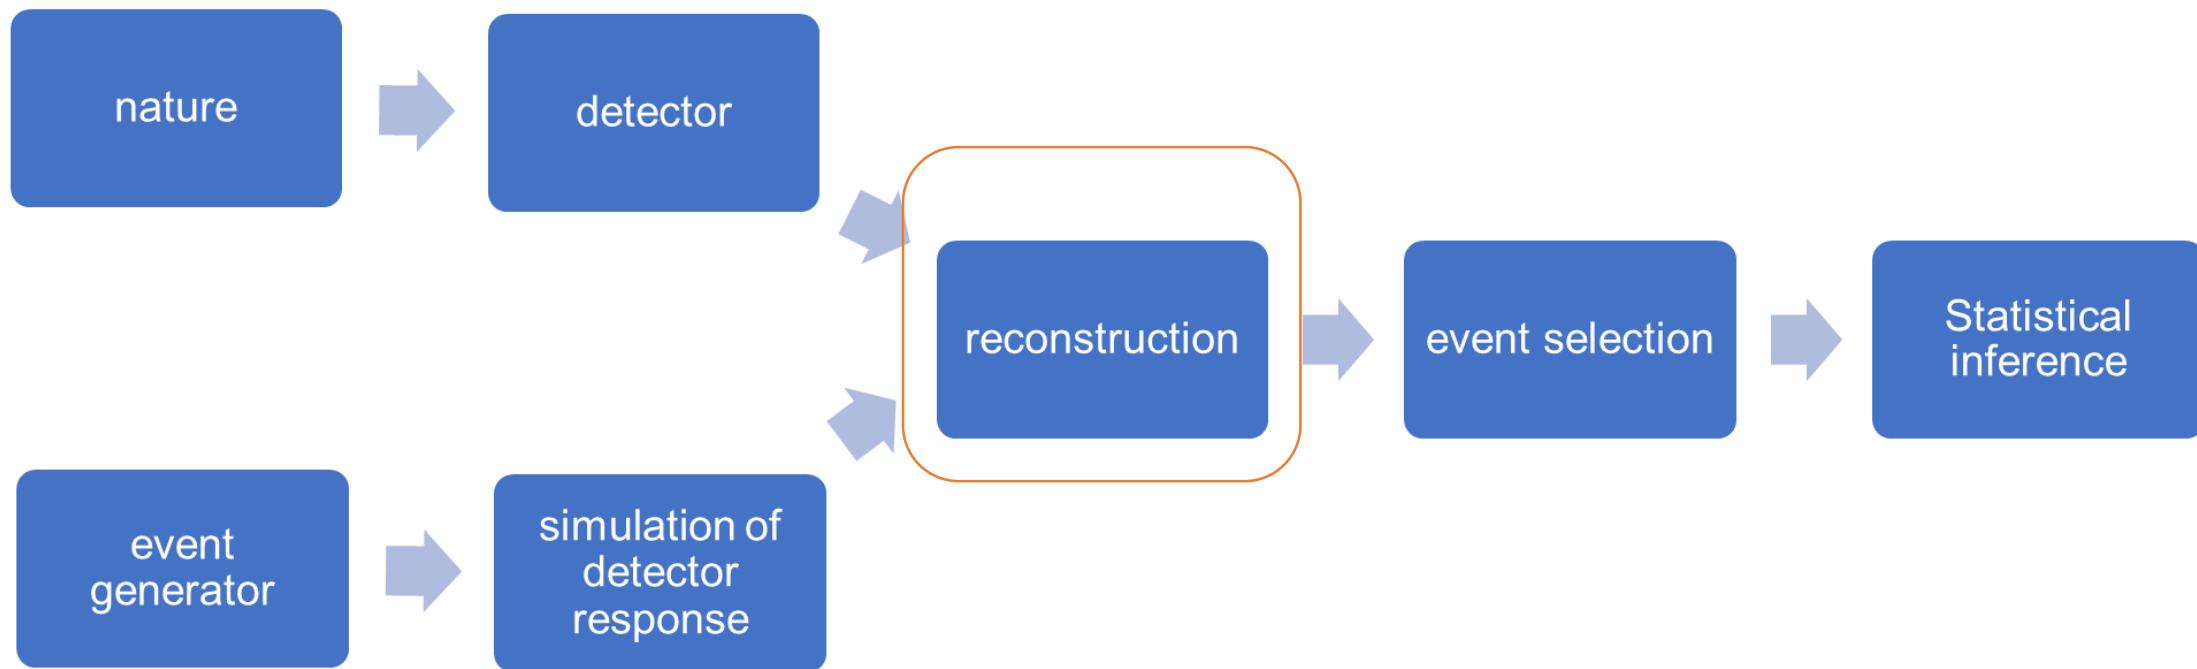 nature
detector
reconstruction
event selection
Statistical
inference
event
generator
simulation of
detector
response